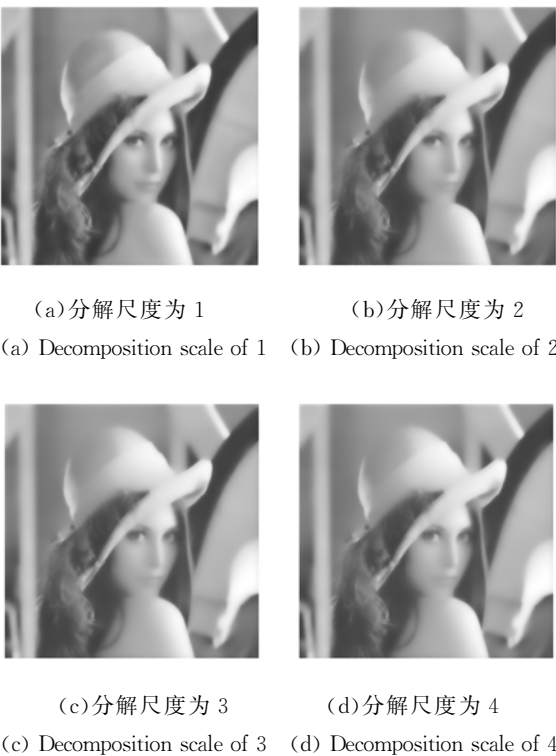 (a)分解尺度为 1
(b)分解尺度为 2
(a) Decomposition scale of 1
(b) Decomposition scale of 2
(c)分解尺度为 3
(d)分解尺度为 4
(c) Decomposition scale of 3
(d) Decomposition scale of 4